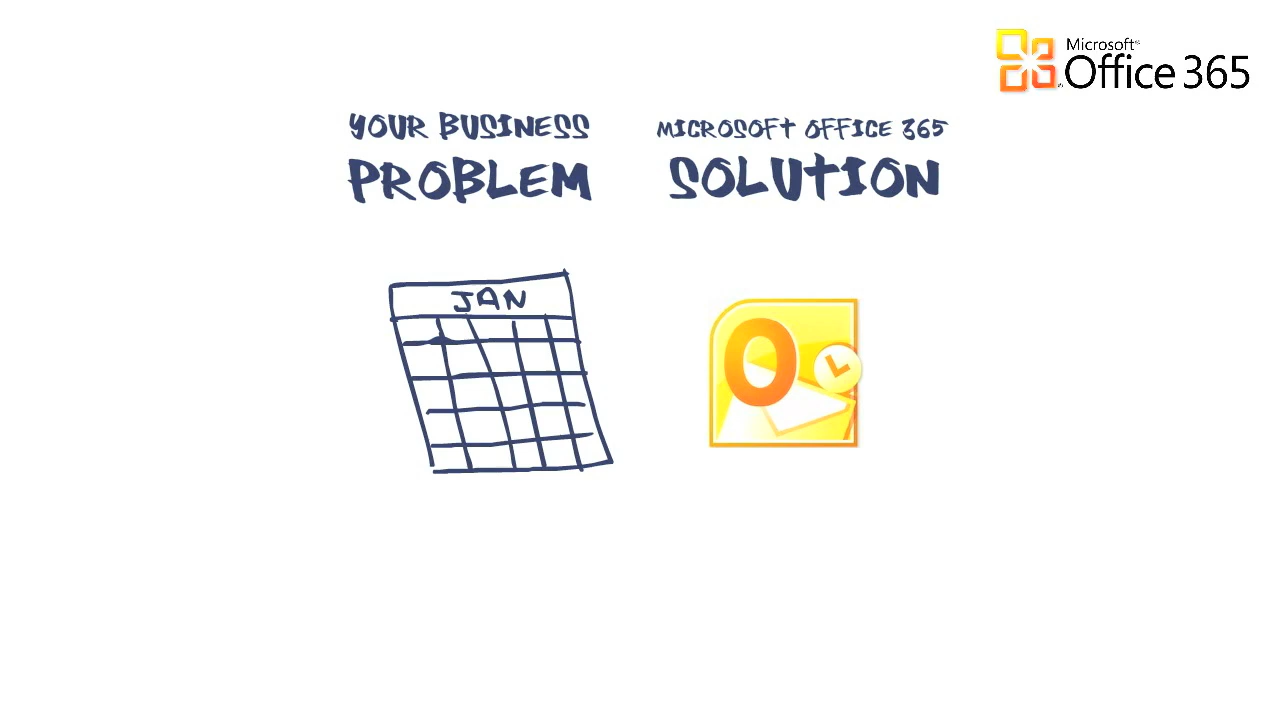 Microsoft®
Office 365
YOUR BUSINESS
PROBLEM
MICROSOFT OFFICE 365
SOLUTION
JAN
O